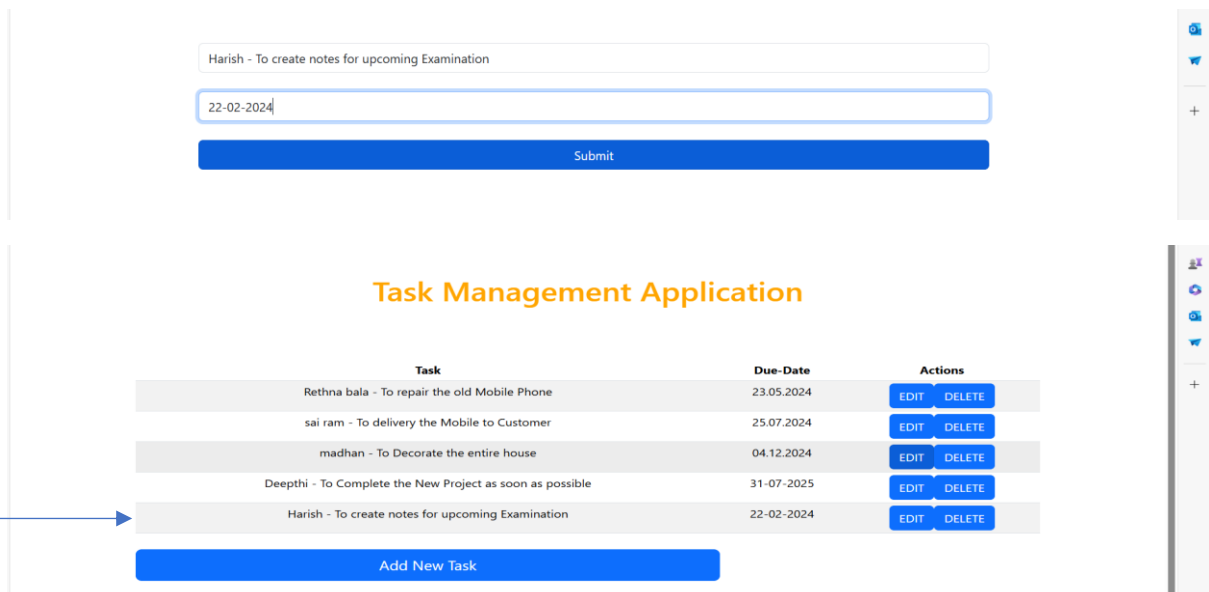 Harish - To create notes for upcoming Examination
22-02-2024
Submit
Task Management Application
Task Due-Date Actions
Rethna bala - To repair the old Mobile Phone 23.05.2024 EDIT DELETE
sai ram - To delivery the Mobile to Customer 25.07.2024 EDIT DELETE
madhan - To Decorate the entire house 04.12.2024 EDIT DELETE
Deepthi - To Complete the New Project as soon as possible 31-07-2025 EDIT DELETE
Harish - To create notes for upcoming Examination 22-02-2024 EDIT DELETE
Add New Task